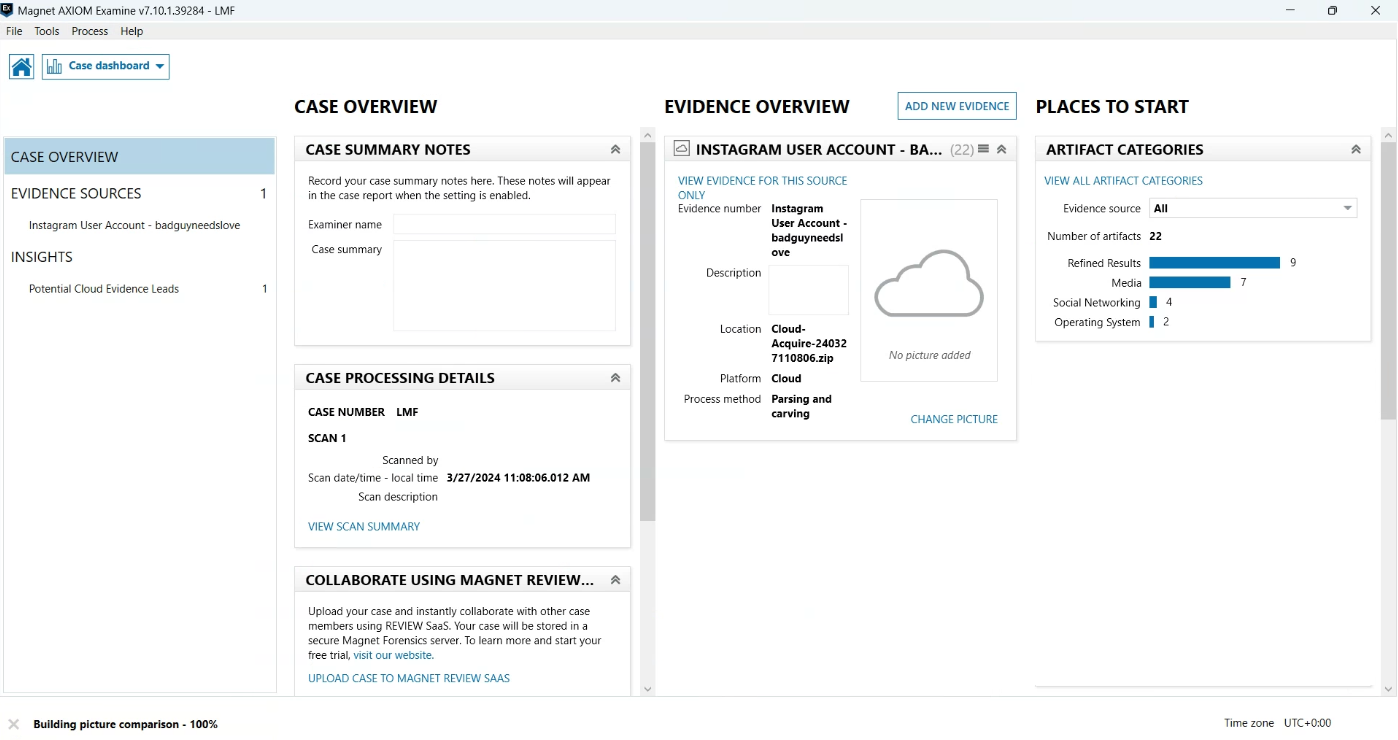 Magnet AXIOM Examine v7.10.1.39284 - LMF
File Tools Process Help
Case dashboard
CASE OVERVIEW
EVIDENCE SOURCES 1
Instagram User Account - badguyneedslove
INSIGHTS
Potential Cloud Evidence Leads 1
CASE OVERVIEW
CASE SUMMARY NOTES
Record your case summary notes here. These notes will appear
in the case report when the setting is enabled.
Examiner name
Case summary
CASE PROCESSING DETAILS
CASE NUMBER LMF
SCAN 1
Scanned by
Scan date/time - local time 3/27/2024 11:08:06.012 AM
Scan description
VIEW SCAN SUMMARY
COLLABORATE USING MAGNET REVIEW...
Upload your case and instantly collaborate with other case
members using REVIEW SaaS. Your case will be stored in a
secure Magnet Forensics server. To learn more and start your
free trial, visit our website.
UPLOAD CASE TO MAGNET REVIEW SAAS
EVIDENCE OVERVIEW
ADD NEW EVIDENCE
INSTAGRAM USER ACCOUNT - BA... (22)
VIEW EVIDENCE FOR THIS SOURCE
ONLY
Evidence number Instagram
User Account -
badguyneedsl
ove
Description
Location Cloud-
Acquire-24032
7110806.zip
Platform Cloud
Process method Parsing and
carving
No picture added
CHANGE PICTURE
PLACES TO START
ARTIFACT CATEGORIES
VIEW ALL ARTIFACT CATEGORIES
Evidence source All
Number of artifacts 22
Refined Results 9
Media 7
Social Networking 4
Operating System 2
Building picture comparison - 100%
Time zone UTC+0:00